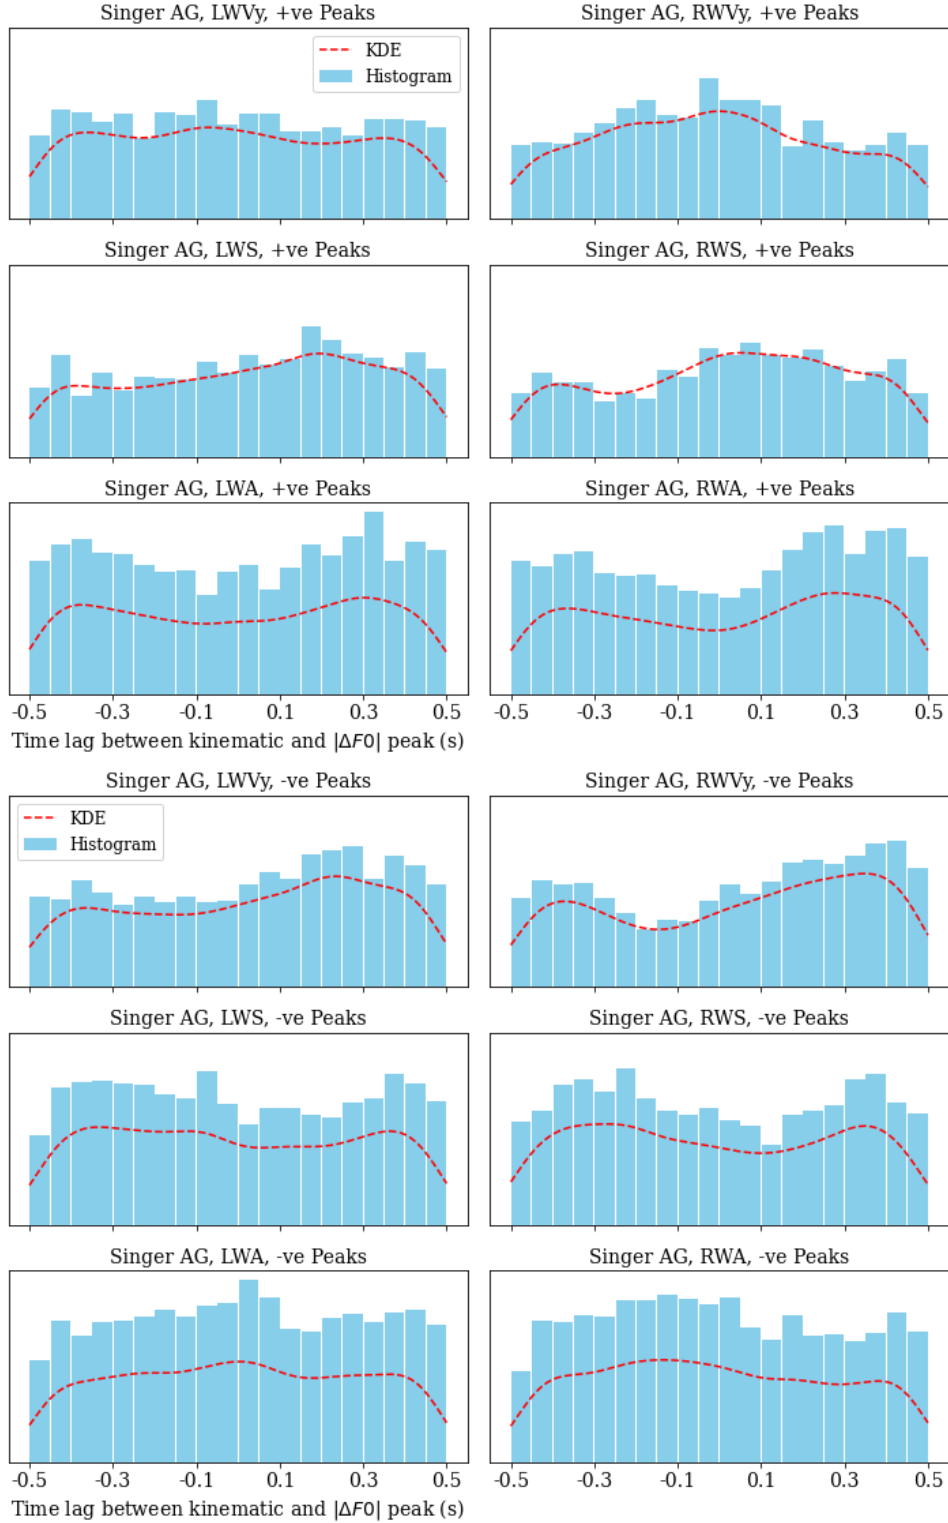 Singer AG, LWVy, +ve Peaks
Singer AG, RWVy, +ve Peaks
KDE
Histogram
Singer AG, LWS, +ve Peaks
Singer AG, RWS, +ve Peaks
Singer AG, LWA, +ve Peaks
Singer AG, RWA, +ve Peaks
-0.5 -0.3 -0.1 0.1 0.3 0.5
-0.5 -0.3 -0.1 0.1 0.3 0.5
Time lag between kinematic and |ΔF0| peak (s)
Singer AG, LWVy, -ve Peaks
Singer AG, RWVy, -ve Peaks
KDE
Histogram
Singer AG, LWS, -ve Peaks
Singer AG, RWS, -ve Peaks
Singer AG, LWA, -ve Peaks
Singer AG, RWA, -ve Peaks
-0.5 -0.3 -0.1 0.1 0.3 0.5
-0.5 -0.3 -0.1 0.1 0.3 0.5
Time lag between kinematic and |ΔF0| peak (s)